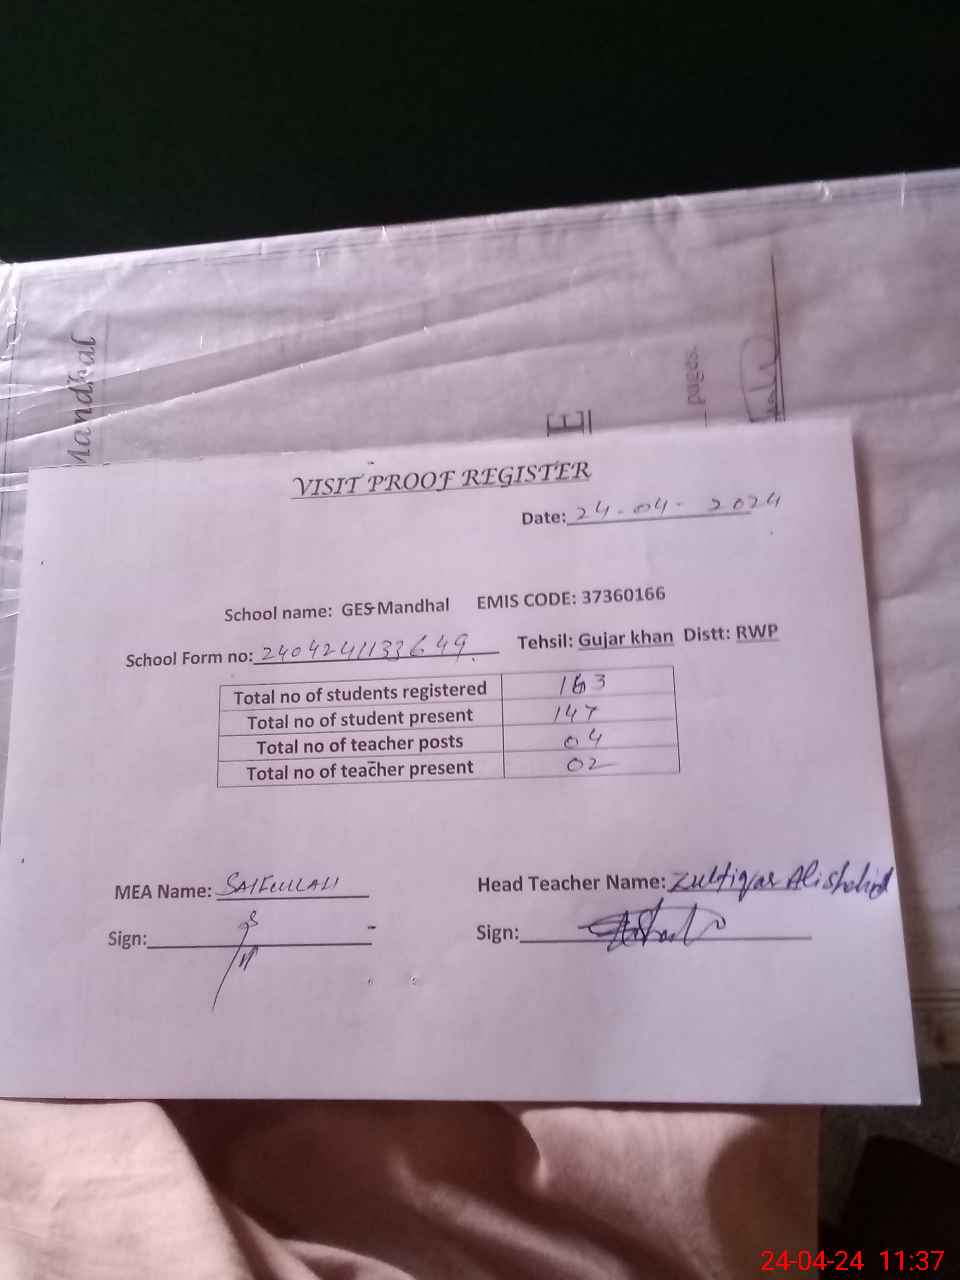 Mandhal
E
pages.
VISIT PROOF REGISTER
Date: 24-04-2024
School name: GES Mandhal EMIS CODE: 37360166
School Form no: 2404241133649 Tehsil: Gujar khan Distt: RWP
Total no of students registered 163
Total no of student present 147
Total no of teacher posts 04
Total no of teacher present 02
MEA Name: SAIFULLAH Head Teacher Name: Zulfiqar Ali Shahid
Sign: Sign:
24-04-24 11:37